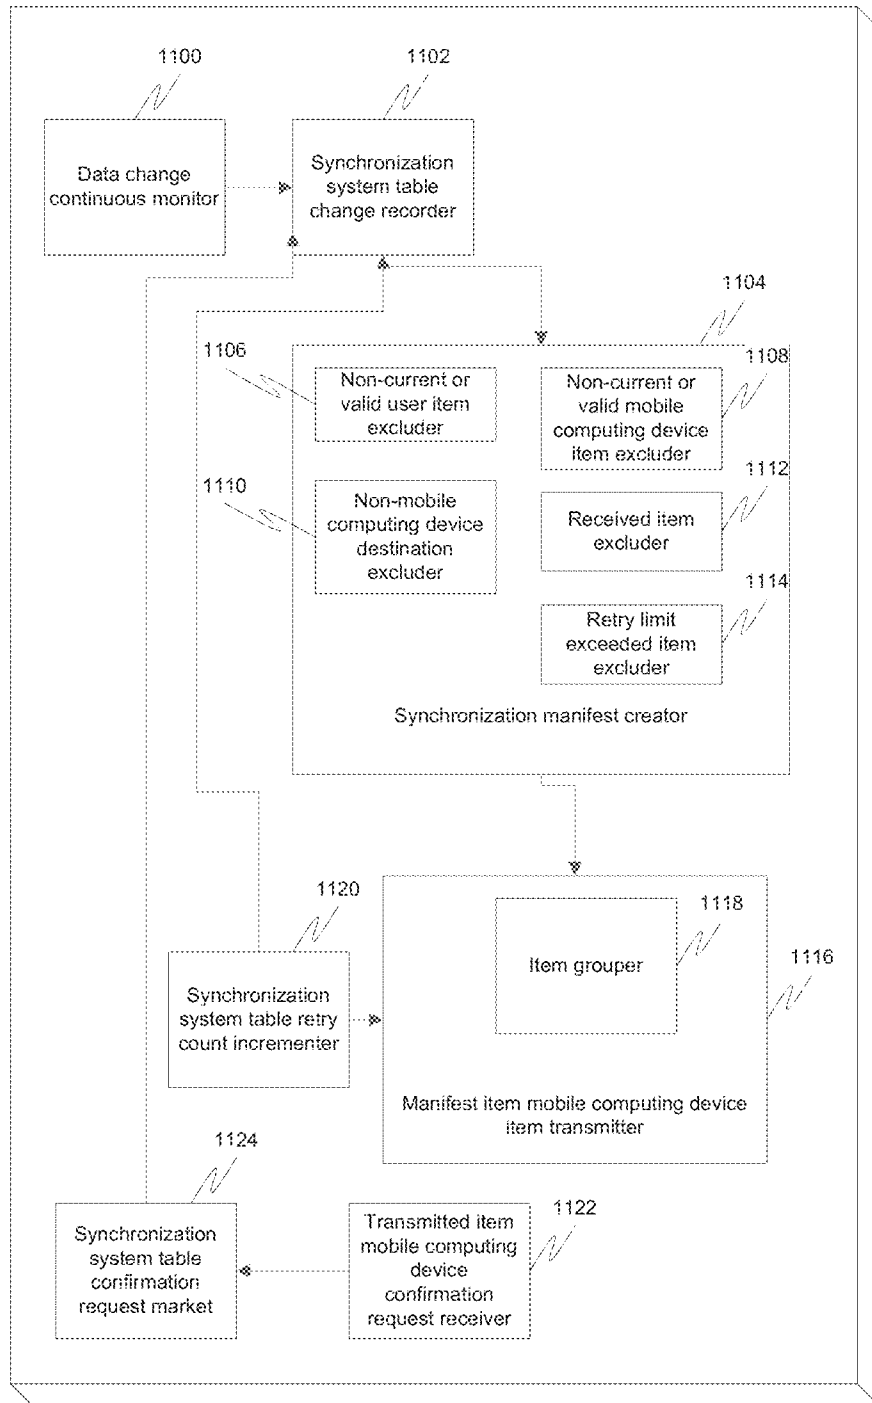 1100
1102
Data change
continuous monitor
Synchronization
system table
change recorder
1104
1106
1108
Non-current or
valid user item
excluder
Non-current or
valid mobile
computing device
item excluder
1110
1112
Non-mobile
computing device
destination
excluder
Received item
excluder
1114
Retry limit
exceeded item
excluder
Synchronization manifest creator
1120
1118
1116
Item grouper
Synchronization
system table retry
count incrementer
Manifest item mobile computing device
item transmitter
1124
1122
Synchronization
system table
confirmation
request market
Transmitted item
mobile computing
device
confirmation
request receiver